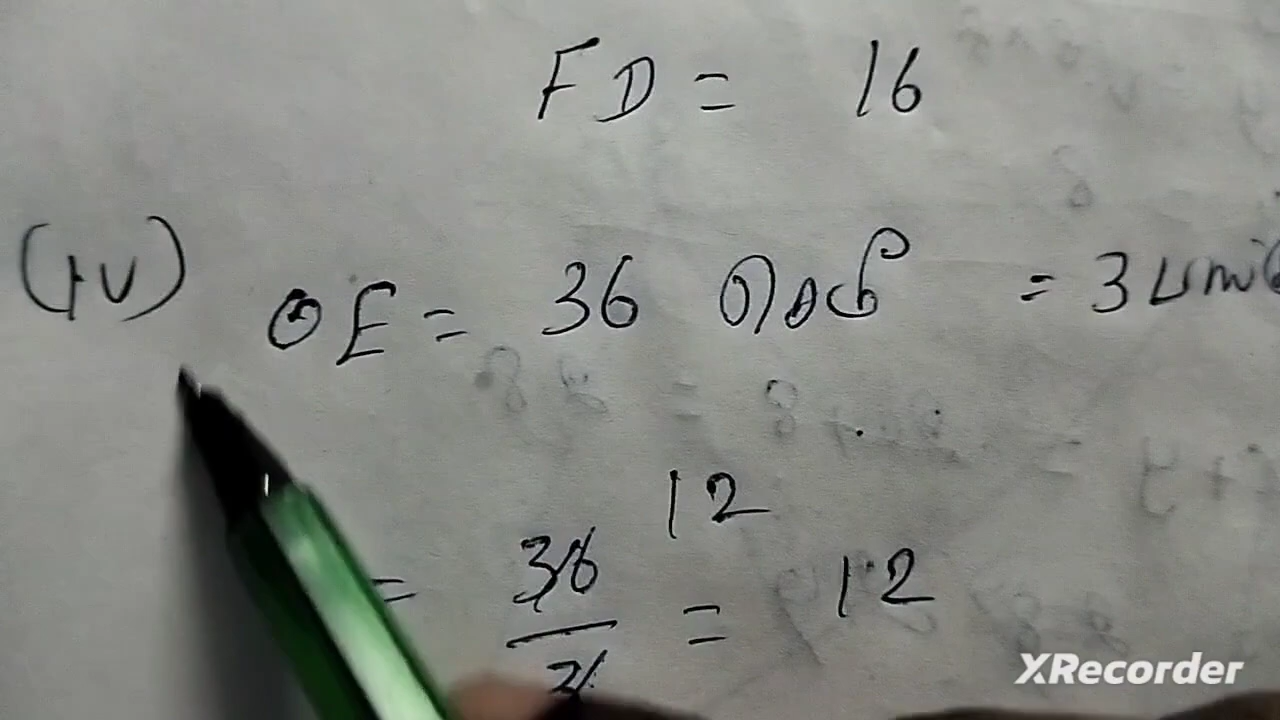 FD = 16
(iv) OE = 36 = 3
12
= 36/3 = 12
XRecorder